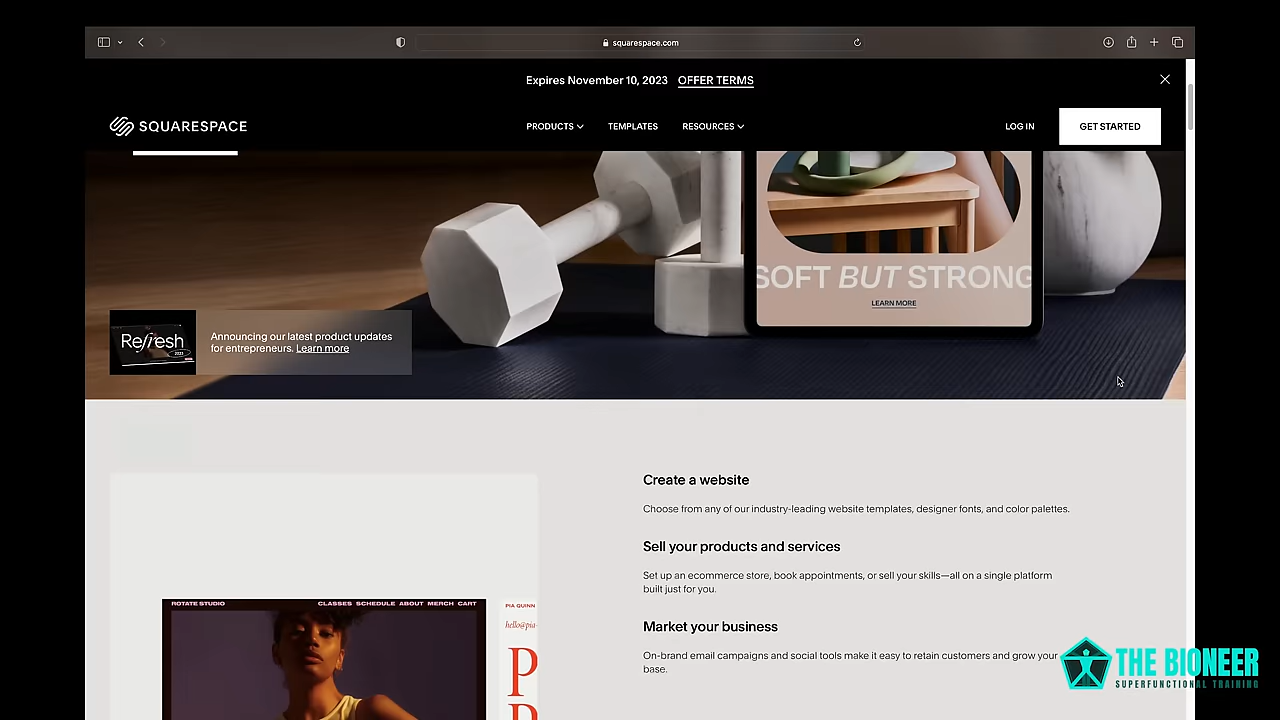 squarespace.com
Expires November 10, 2023 OFFER TERMS
SQUARESPACE
PRODUCTS
TEMPLATES
RESOURCES
LOG IN
GET STARTED
SOFT BUT STRONG
LEARN MORE
Refresh
2023
Announcing our latest product updates
for entrepreneurs. Learn more
Create a website
Choose from any of our industry-leading website templates, designer fonts, and color palettes.
Sell your products and services
Set up an ecommerce store, book appointments, or sell your skills—all on a single platform
built just for you.
Market your business
On-brand email campaigns and social tools make it easy to retain customers and grow your
base.
ROTATE STUDIO
CLASSES SCHEDULE ABOUT MERCH CART
PIA QUINN
hello@pia-
P
THE BIONEER
SUPERFUNCTIONAL TRAINING